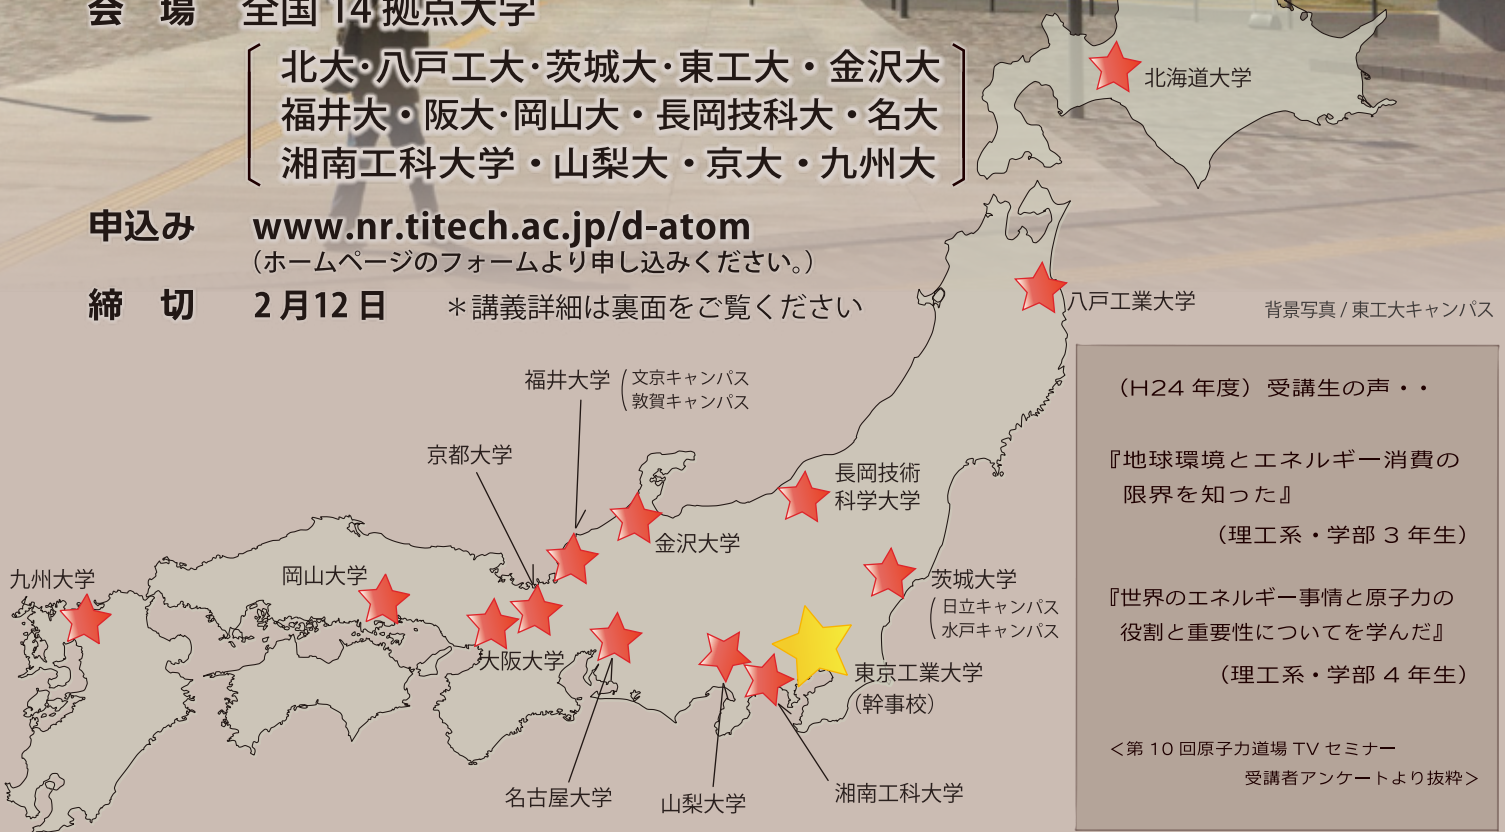 会 場 全国 14 拠点大学
北大･八戸工大･茨城大･東工大・金沢大
福井大・阪大･岡山大・長岡技科大・名大
湘南工科大学・山梨大・京大・九州大
申込み www.nr.titech.ac.jp/d-atom
（ホームページのフォームより申し込みください。）
締 切 2 月12 日 ＊講義詳細は裏面をご覧ください
北海道大学
八戸工業大学
背景写真 / 東工大キャンパス
福井大学
文京キャンパス
敦賀キャンパス
京都大学
長岡技術
科学大学
金沢大学
九州大学
岡山大学
茨城大学
日立キャンパス
水戸キャンパス
大阪大学
東京工業大学
（幹事校）
名古屋大学
山梨大学
湘南工科大学
（H24 年度）受講生の声・・
『地球環境とエネルギー消費の
限界を知った』
（理工系・学部 3 年生）
『世界のエネルギー事情と原子力の
役割と重要性についてを学んだ』
（理工系・学部 4 年生）
＜第 10 回原子力道場 TV セミナー
受講者アンケートより抜粋＞